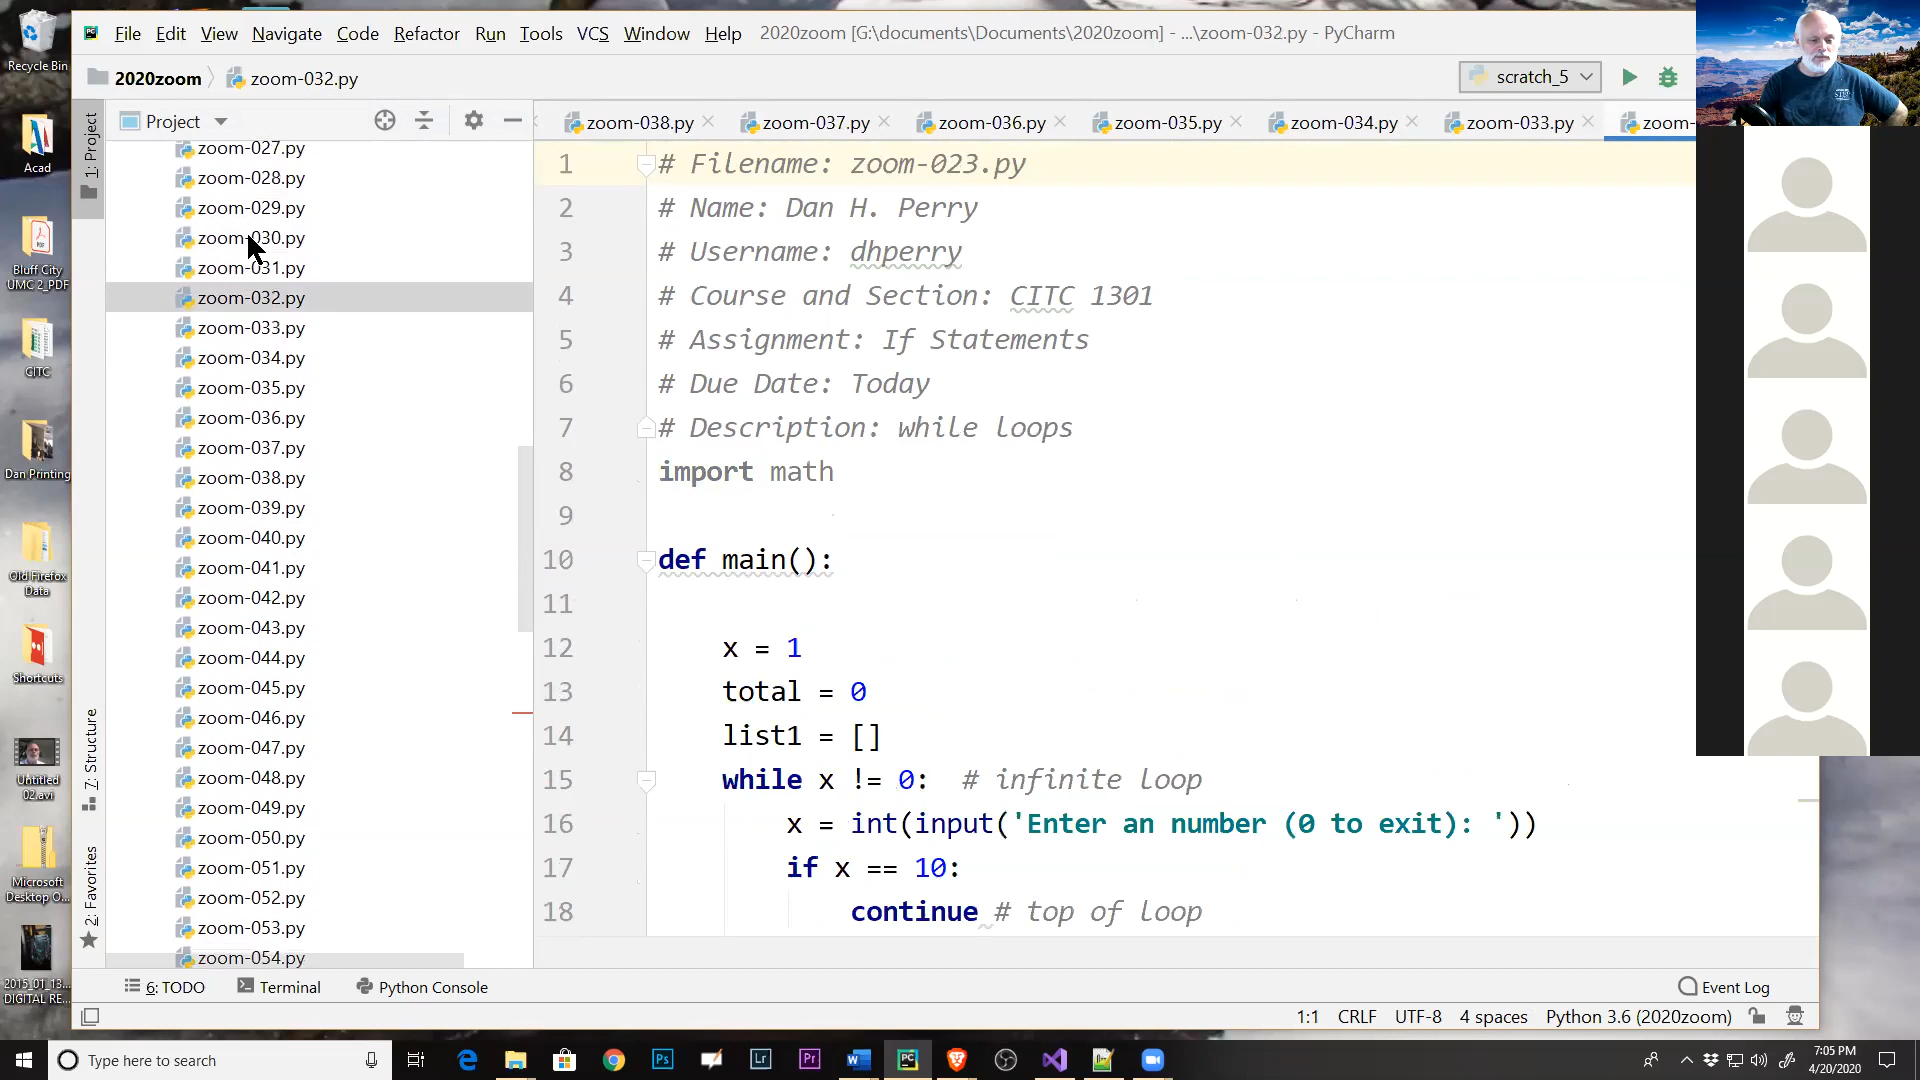 Recycle Bin
Acad
Bluff City
UMC 2_PDF
CITC
Dan Printing
Old Firefox
Data
Shortcuts
Untitled
02.avi
Microsoft
Desktop O...
2015_01_13...
DIGITAL RE...
File Edit View Navigate Code Refactor Run Tools VCS Window Help 2020zoom [G:\documents\Documents\2020zoom] - ...\zoom-032.py - PyCharm
2020zoom zoom-032.py scratch_5
1: Project
7: Structure
2: Favorites
Project
zoom-027.py
zoom-028.py
zoom-029.py
zoom-030.py
zoom-031.py
zoom-032.py
zoom-033.py
zoom-034.py
zoom-035.py
zoom-036.py
zoom-037.py
zoom-038.py
zoom-039.py
zoom-040.py
zoom-041.py
zoom-042.py
zoom-043.py
zoom-044.py
zoom-045.py
zoom-046.py
zoom-047.py
zoom-048.py
zoom-049.py
zoom-050.py
zoom-051.py
zoom-052.py
zoom-053.py
zoom-054.py
zoom-038.py zoom-037.py zoom-036.py zoom-035.py zoom-034.py zoom-033.py zoom-
1 # Filename: zoom-023.py
2 # Name: Dan H. Perry
3 # Username: dhperry
4 # Course and Section: CITC 1301
5 # Assignment: If Statements
6 # Due Date: Today
7 # Description: while loops
8 import math
9
10 def main():
11
12 x = 1
13 total = 0
14 list1 = []
15 while x != 0: # infinite loop
16 x = int(input('Enter an number (0 to exit): '))
17 if x == 10:
18 continue # top of loop
6: TODO Terminal Python Console Event Log
1:1 CRLF UTF-8 4 spaces Python 3.6 (2020zoom)
Type here to search
Ps Lr Pr W PC
7:05 PM
4/20/2020